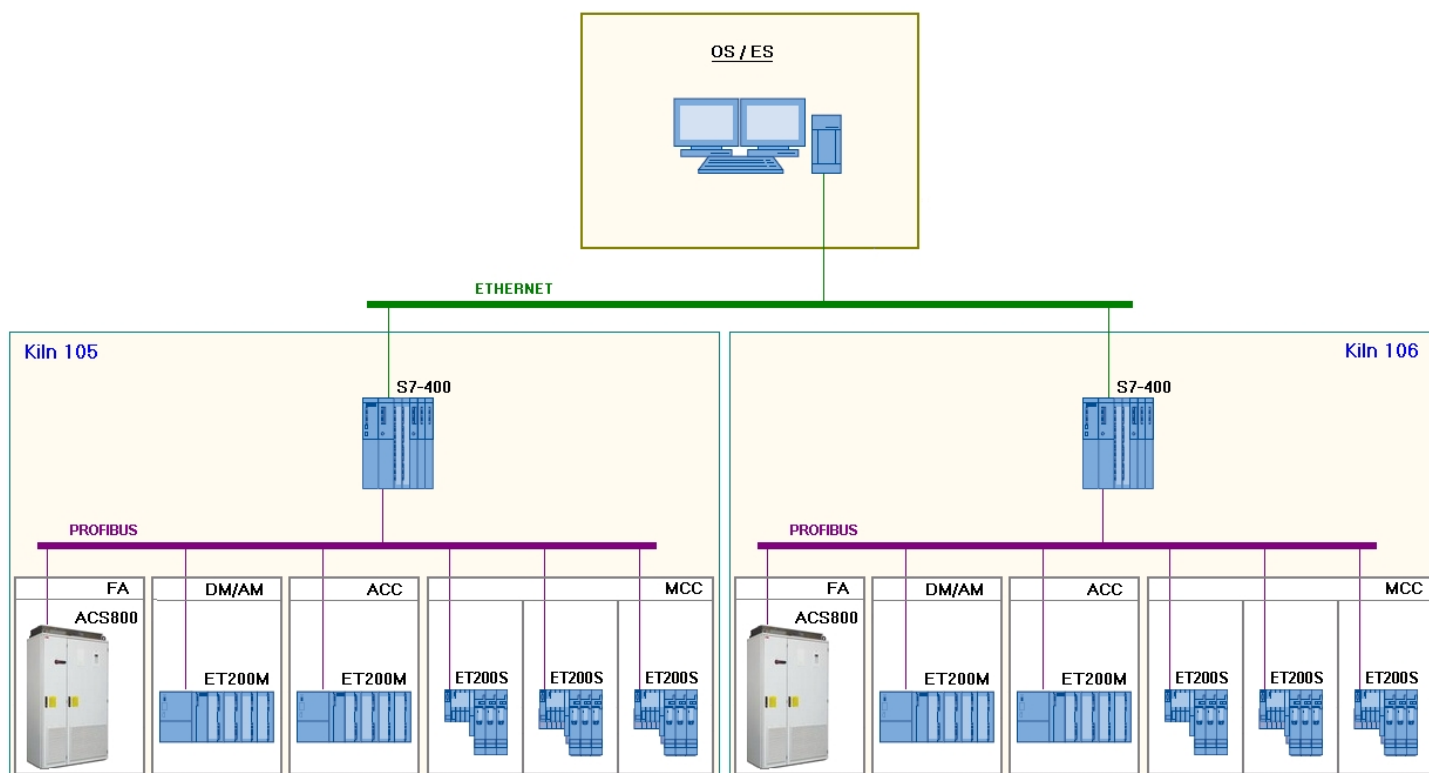 OS / ES
ETHERNET
Kiln 105
Kiln 106
S7-400
S7-400
PROFIBUS
PROFIBUS
FA
DM/AM
ACC
MCC
FA
DM/AM
ACC
MCC
ACS800
ACS800
ET200M
ET200M
ET200S
ET200S
ET200S
ET200M
ET200M
ET200S
ET200S
ET200S